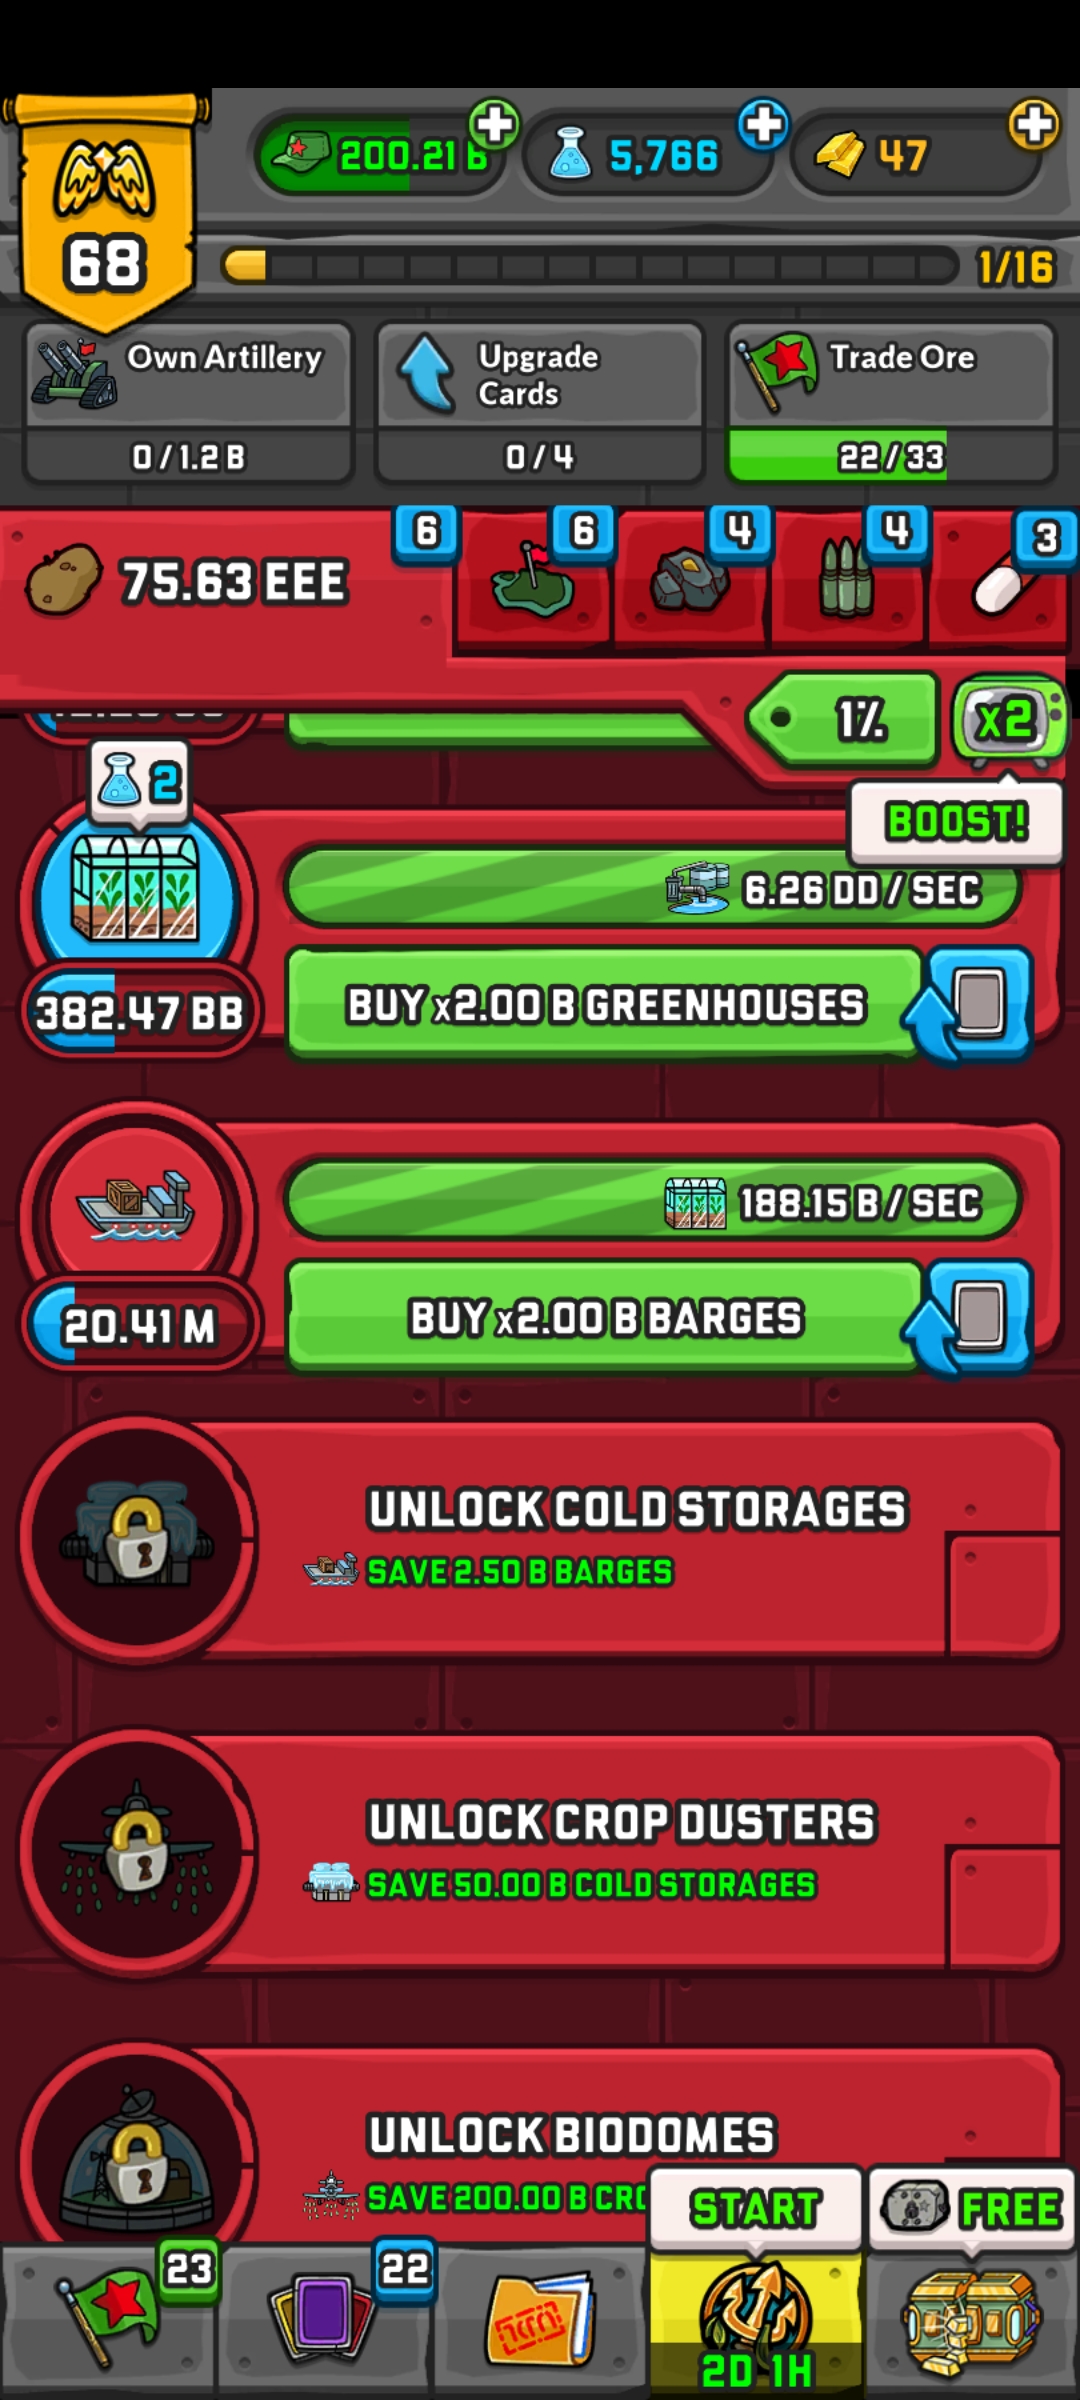 200.21 B
5,766
47
68
1/16
Own Artillery
0 / 1.2 B
Upgrade
Cards
0 / 4
Trade Ore
22 / 33
75.63 EEE
6
6
4
4
3
1%
x2
BOOST!
2
6.26 DD / SEC
382.47 BB
BUY x2.00 B GREENHOUSES
188.15 B / SEC
20.41 M
BUY x2.00 B BARGES
UNLOCK COLD STORAGES
SAVE 2.50 B BARGES
UNLOCK CROP DUSTERS
SAVE 50.00 B COLD STORAGES
UNLOCK BIODOMES
SAVE 200.00 B
START
FREE
23
22
2D 1H